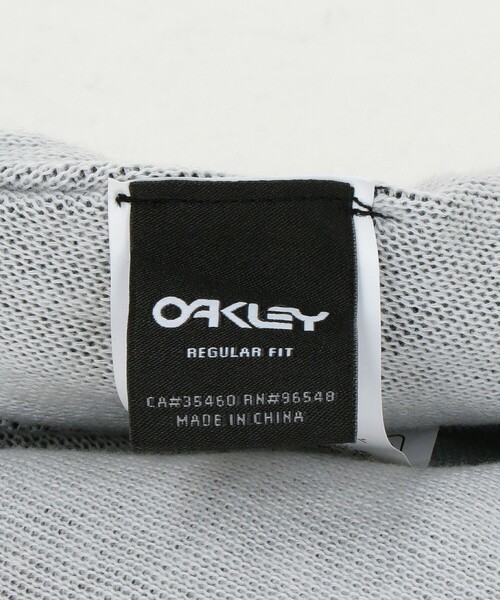 OAKLEY
REGULAR FIT
CA#35460 RN#96548
MADE IN CHINA